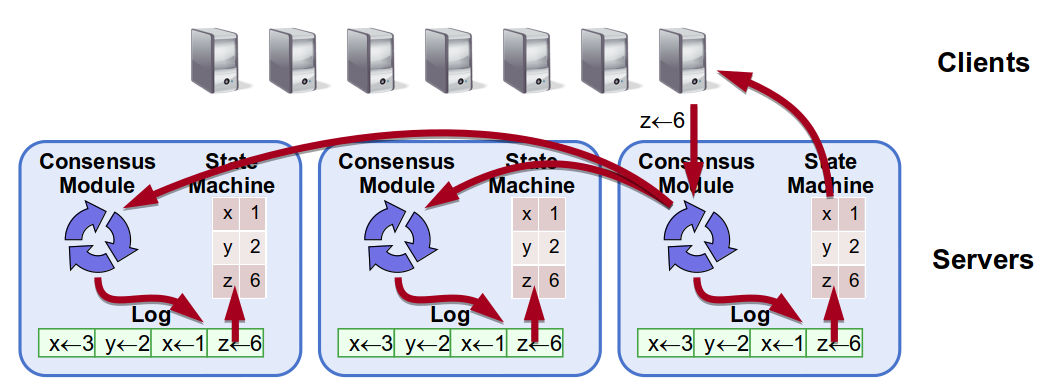 Clients
z←6
Consensus Module
State Machine
x 1
y 2
z 6
Log
x←3 y←2 x←1 z←6
Consensus Module
State Machine
x 1
y 2
z 6
Log
x←3 y←2 x←1 z←6
Consensus Module
State Machine
x 1
y 2
z 6
Log
x←3 y←2 x←1 z←6
Servers